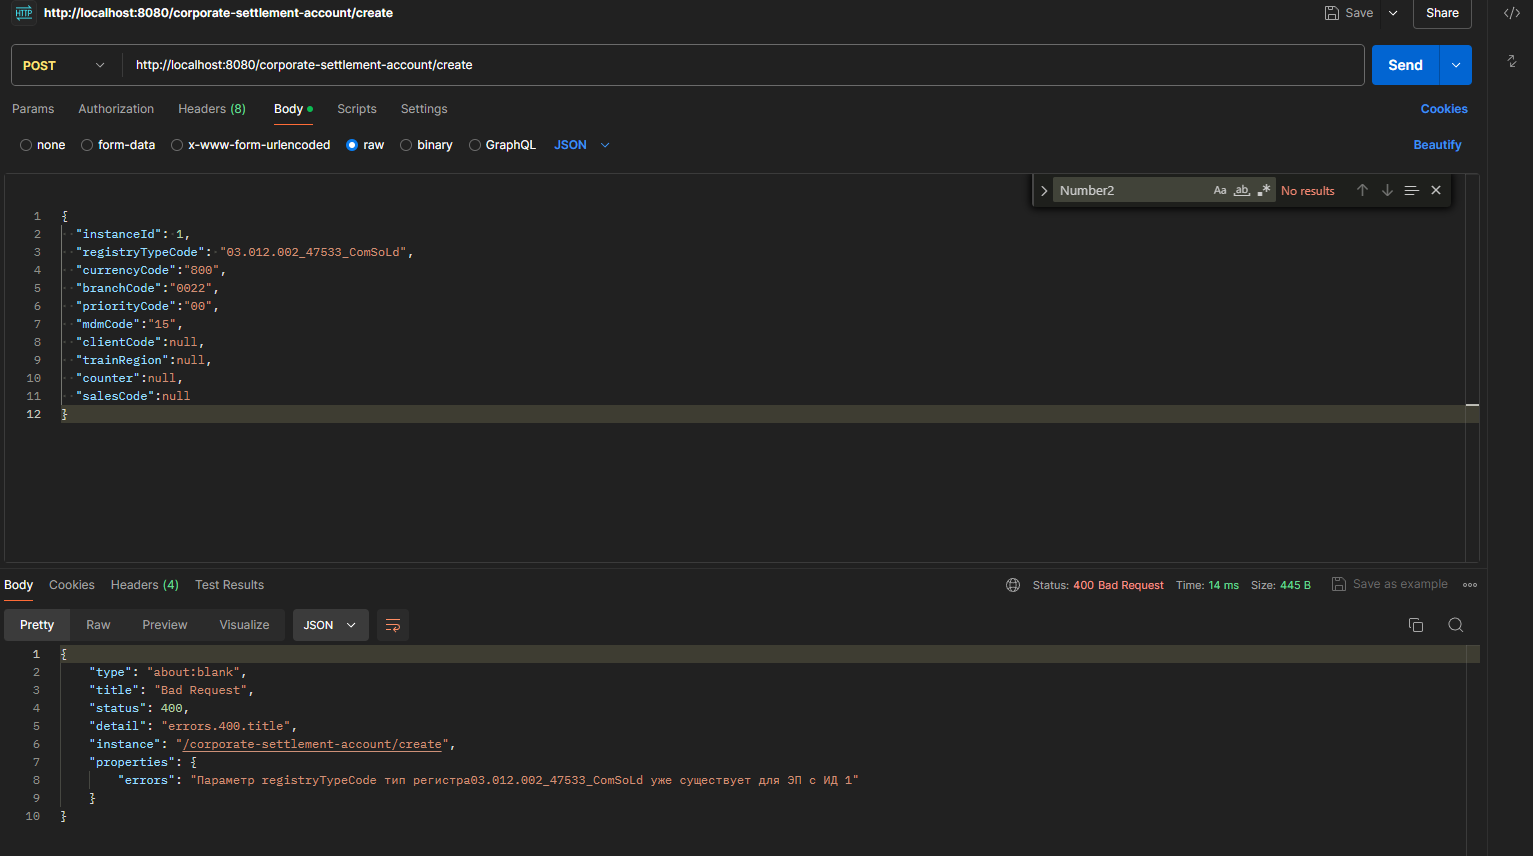 HTTP http://localhost:8080/corporate-settlement-account/create Save Share </>
POST http://localhost:8080/corporate-settlement-account/create Send
Params Authorization Headers (8) Body Scripts Settings Cookies
none form-data x-www-form-urlencoded raw binary GraphQL JSON Beautify
Number2 Aa ab .* No results
1 {
2 "instanceId": 1,
3 "registryTypeCode": "03.012.002_47533_ComSoLd",
4 "currencyCode":"800",
5 "branchCode":"0022",
6 "priorityCode":"00",
7 "mdmCode":"15",
8 "clientCode":null,
9 "trainRegion":null,
10 "counter":null,
11 "salesCode":null
12 }
Body Cookies Headers (4) Test Results Status: 400 Bad Request Time: 14 ms Size: 445 B Save as example
Pretty Raw Preview Visualize JSON
1 {
2 "type": "about:blank",
3 "title": "Bad Request",
4 "status": 400,
5 "detail": "errors.400.title",
6 "instance": "/corporate-settlement-account/create",
7 "properties": {
8 "errors": "Параметр registryTypeCode тип регистра03.012.002_47533_ComSoLd уже существует для ЭП с ИД 1"
9 }
10 }